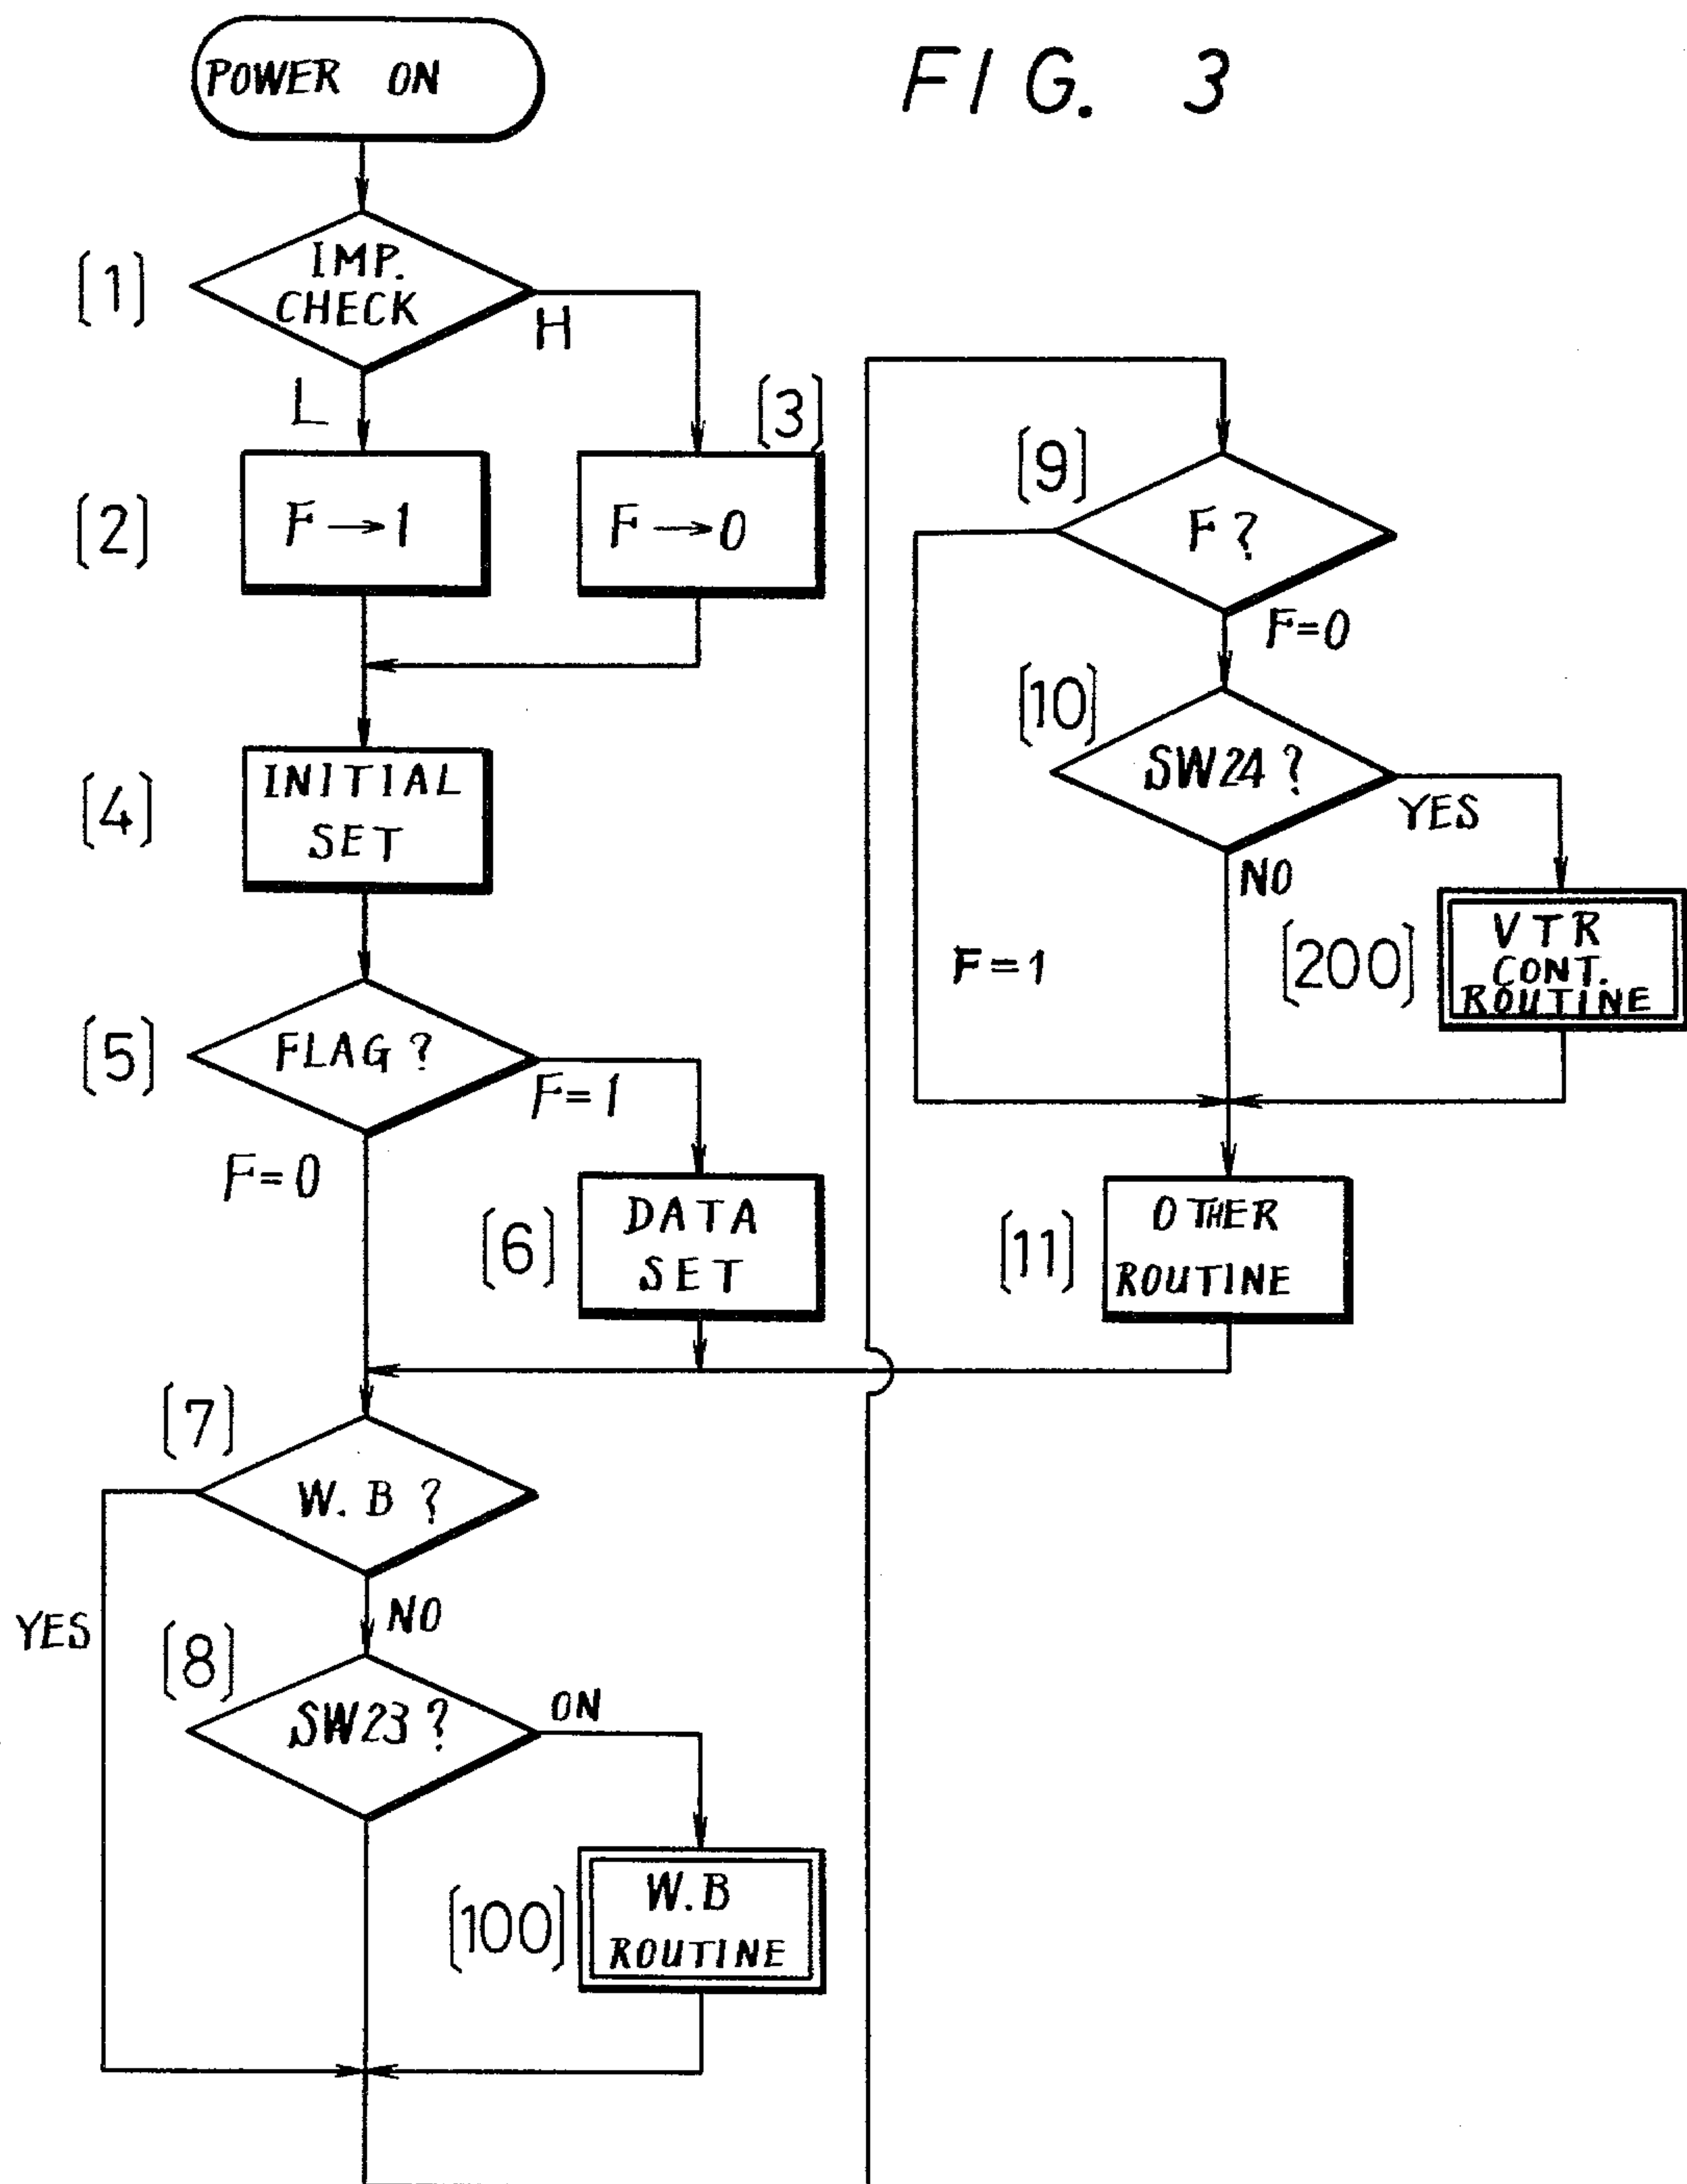 FIG. 3
POWER ON
[1]
IMP.
CHECK
H
L
[2]
F→1
[3]
F→0
[4]
INITIAL
SET
[5]
FLAG ?
F=1
F=0
[6]
DATA
SET
[7]
W.B ?
YES
NO
[8]
SW23 ?
ON
[100]
W.B
ROUTINE
[9]
F ?
F=0
F=1
[10]
SW24 ?
YES
NO
[200]
VTR
CONT.
ROUTINE
[11]
OTHER
ROUTINE